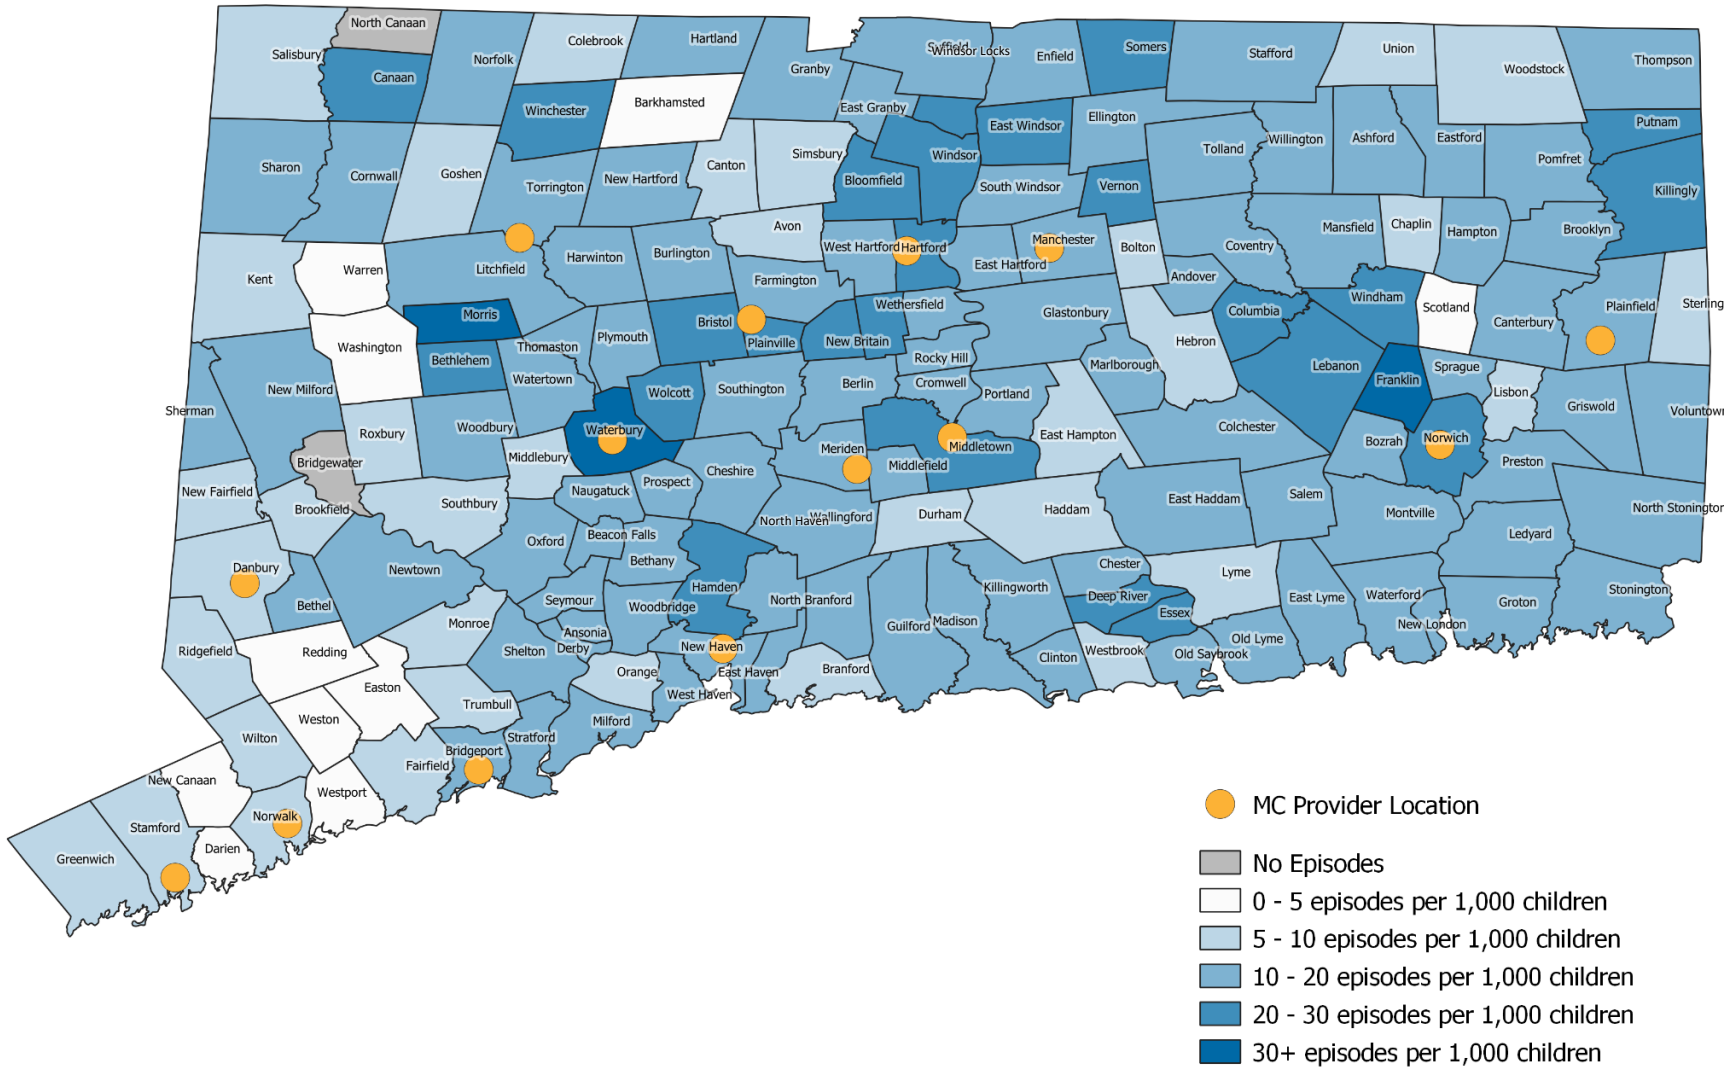 North Canaan
Salisbury
Canaan
Norfolk
Colebrook
Hartland
Granby
Suffield
Windsor Locks
Enfield
Somers
Stafford
Union
Woodstock
Thompson
Winchester
Barkhamsted
East Granby
East Windsor
Ellington
Willington
Ashford
Eastford
Putnam
Sharon
Cornwall
Goshen
Torrington
New Hartford
Canton
Simsbury
Bloomfield
Windsor
South Windsor
Vernon
Tolland
Pomfret
Killingly
Kent
Warren
Litchfield
Harwinton
Burlington
Avon
Farmington
West Hartford
Hartford
East Hartford
Manchester
Bolton
Andover
Coventry
Mansfield
Chaplin
Hampton
Brooklyn
Washington
Morris
Bethlehem
Thomaston
Watertown
Plymouth
Bristol
Plainville
New Britain
Wethersfield
Rocky Hill
Glastonbury
Hebron
Columbia
Windham
Scotland
Canterbury
Plainfield
Sterling
Sherman
New Milford
Roxbury
Woodbury
Waterbury
Wolcott
Southington
Berlin
Cromwell
Portland
Marlborough
East Hampton
Colchester
Lebanon
Franklin
Sprague
Lisbon
Griswold
Voluntown
Bridgewater
New Fairfield
Brookfield
Southbury
Middlebury
Naugatuck
Prospect
Cheshire
Meriden
Middlefield
Middletown
Durham
Haddam
East Haddam
Salem
Bozrah
Norwich
Preston
North Stonington
Danbury
Bethel
Newtown
Oxford
Beacon Falls
Bethany
North Haven
Wallingford
Hamden
Killingworth
Chester
Deep River
Essex
Lyme
East Lyme
Montville
Waterford
Ledyard
Groton
Stonington
Ridgefield
Redding
Monroe
Seymour
Ansonia
Derby
Shelton
Woodbridge
New Haven
East Haven
North Branford
Branford
Guilford
Madison
Clinton
Westbrook
Old Saybrook
Old Lyme
New London
Wilton
Weston
Easton
Trumbull
Orange
West Haven
Milford
Stratford
Bridgeport
Fairfield
Westport
New Canaan
Norwalk
Darien
Stamford
Greenwich
MC Provider Location
No Episodes
0 - 5 episodes per 1,000 children
5 - 10 episodes per 1,000 children
10 - 20 episodes per 1,000 children
20 - 30 episodes per 1,000 children
30+ episodes per 1,000 children